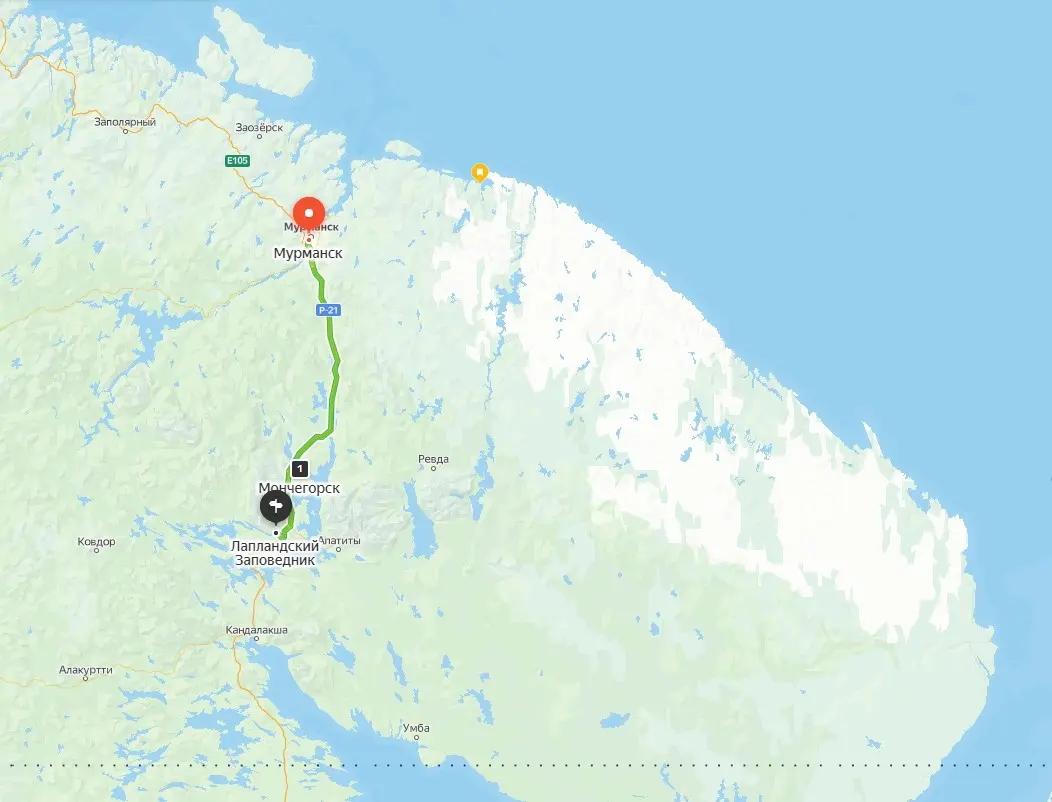 Заполярный
Заозёрск
E105
Мурманск
Мурманск
Р-21
Ревда
1
Мончегорск
Ковдор
Апатиты
Лапландский
Заповедник
Кандалакша
Алакуртти
Умба